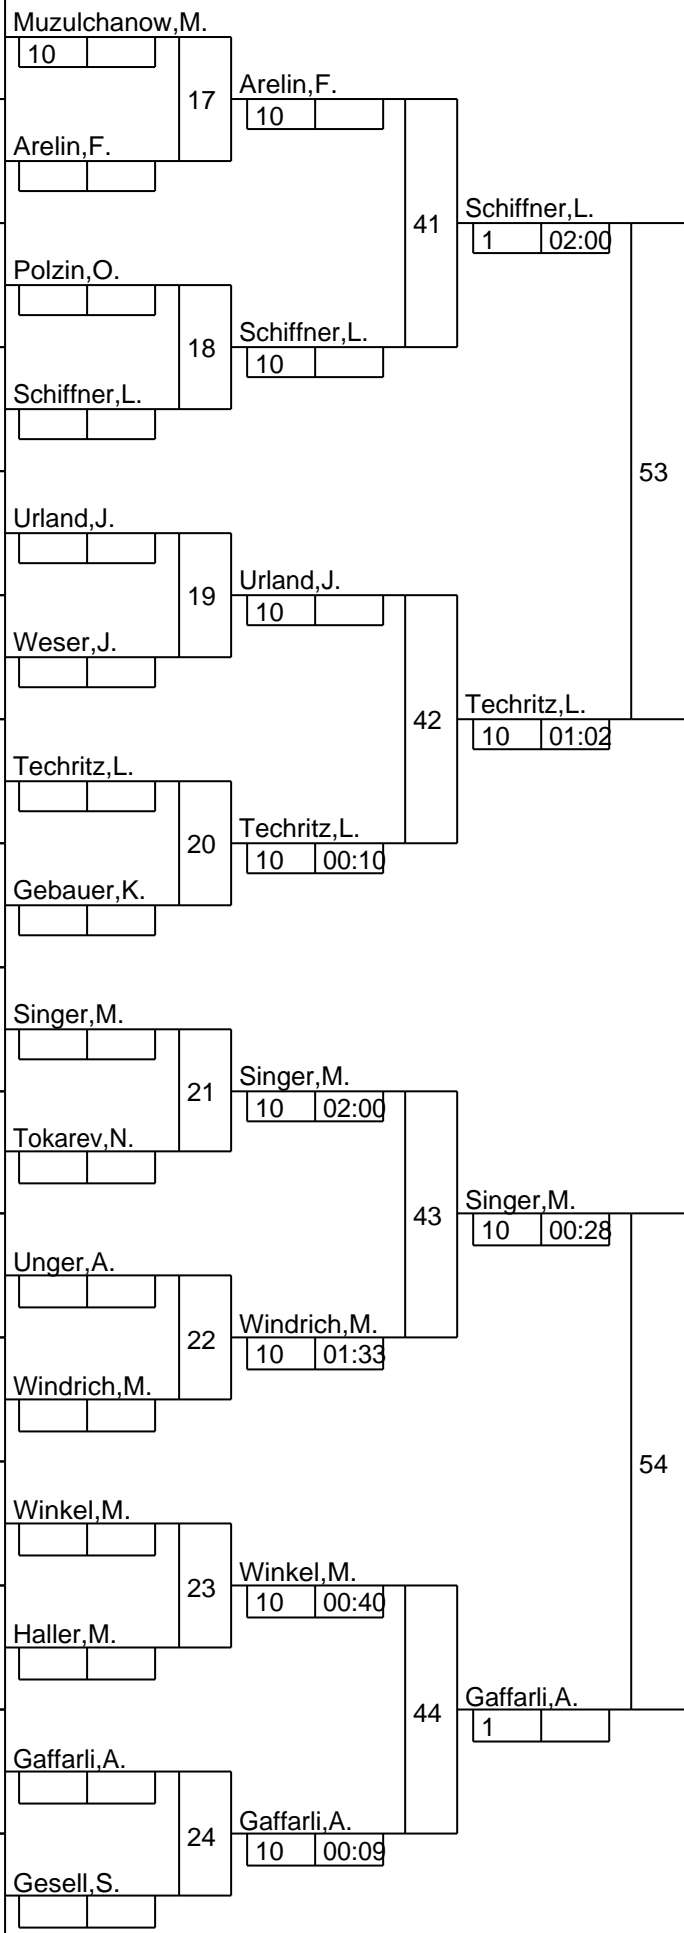 Muzulchanow,M.
10
17
Arelin,F.
10
Arelin,F.
41
Schiffner,L.
1 02:00
Polzin,O.
18
Schiffner,L.
10
Schiffner,L.
53
Urland,J.
19
Urland,J.
10
Weser,J.
42
Techritz,L.
10 01:02
Techritz,L.
20
Techritz,L.
10 00:10
Gebauer,K.
Singer,M.
21
Singer,M.
10 02:00
Tokarev,N.
43
Singer,M.
10 00:28
Unger,A.
22
Windrich,M.
10 01:33
Windrich,M.
54
Winkel,M.
23
Winkel,M.
10 00:40
Haller,M.
44
Gaffarli,A.
1
Gaffarli,A.
24
Gaffarli,A.
10 00:09
Gesell,S.